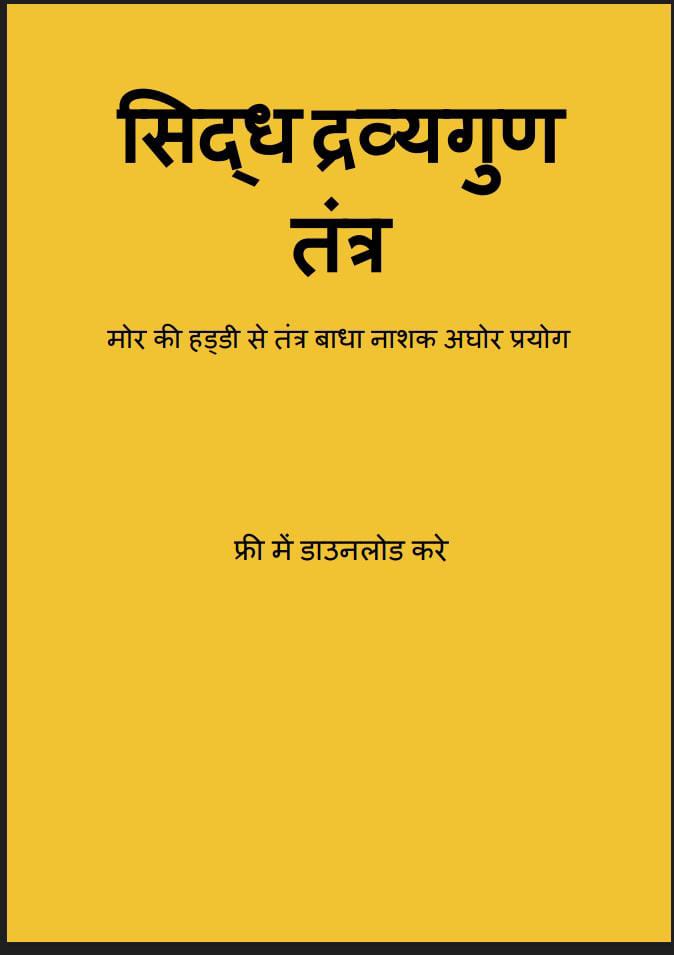 सिद्ध द्रव्यगुण
तंत्र
मोर की हड्डी से तंत्र बाधा नाशक अघोर प्रयोग
फ्री में डाउनलोड करे